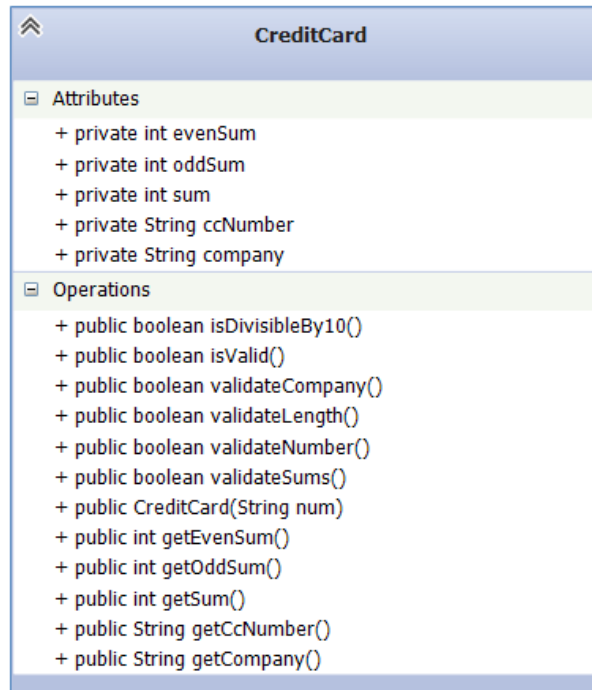 CreditCard
Attributes
+ private int evenSum
+ private int oddSum
+ private int sum
+ private String ccNumber
+ private String company
Operations
+ public boolean isDivisibleBy10()
+ public boolean isValid()
+ public boolean validateCompany()
+ public boolean validateLength()
+ public boolean validateNumber()
+ public boolean validateSums()
+ public CreditCard(String num)
+ public int getEvenSum()
+ public int getOddSum()
+ public int getSum()
+ public String getCcNumber()
+ public String getCompany()